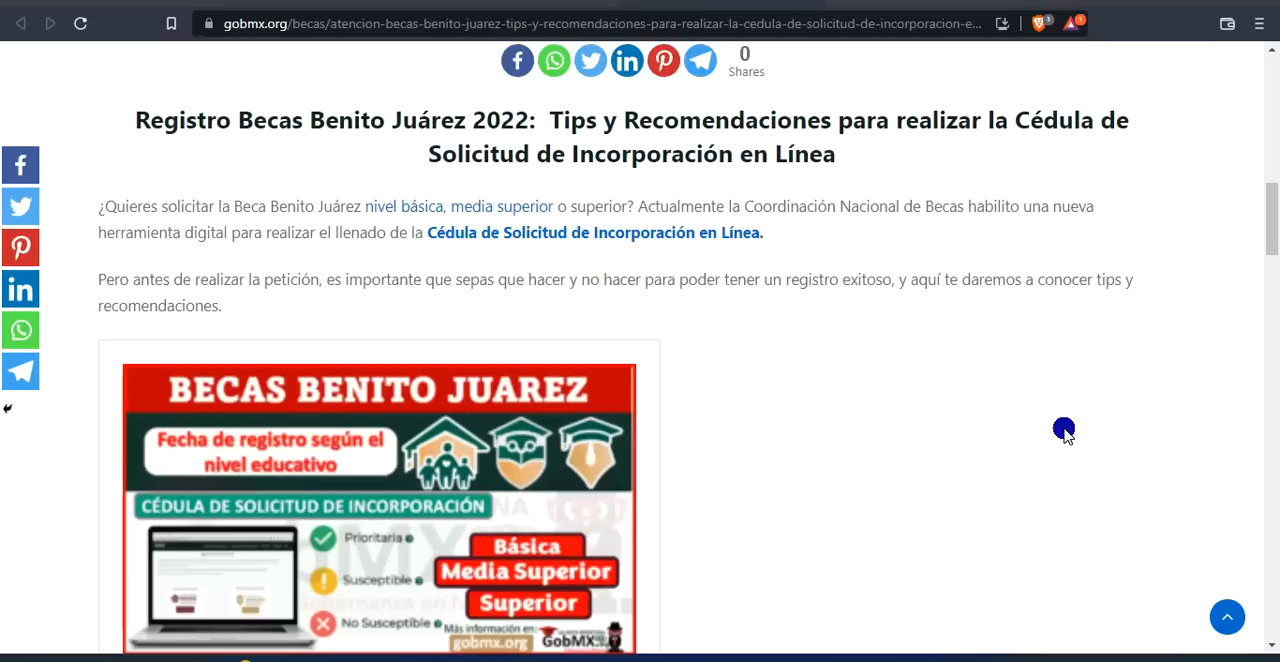 gobmx.org/becas/atencion-becas-benito-juarez-tips-y-recomendaciones-para-realizar-la-cedula-de-solicitud-de-incorporacion-e...
3
1
0
Shares
Registro Becas Benito Juárez 2022: Tips y Recomendaciones para realizar la Cédula de
Solicitud de Incorporación en Línea
¿Quieres solicitar la Beca Benito Juárez nivel básica, media superior o superior? Actualmente la Coordinación Nacional de Becas habilito una nueva
herramienta digital para realizar el llenado de la Cédula de Solicitud de Incorporación en Línea.
Pero antes de realizar la petición, es importante que sepas que hacer y no hacer para poder tener un registro exitoso, y aquí te daremos a conocer tips y
recomendaciones.
BECAS BENITO JUAREZ
Fecha de registro según el
nivel educativo
CÉDULA DE SOLICITUD DE INCORPORACIÓN
Prioritaria
Susceptible
No Susceptible
Básica
Media Superior
Superior
Más información en:
gobmx.org
GobMX